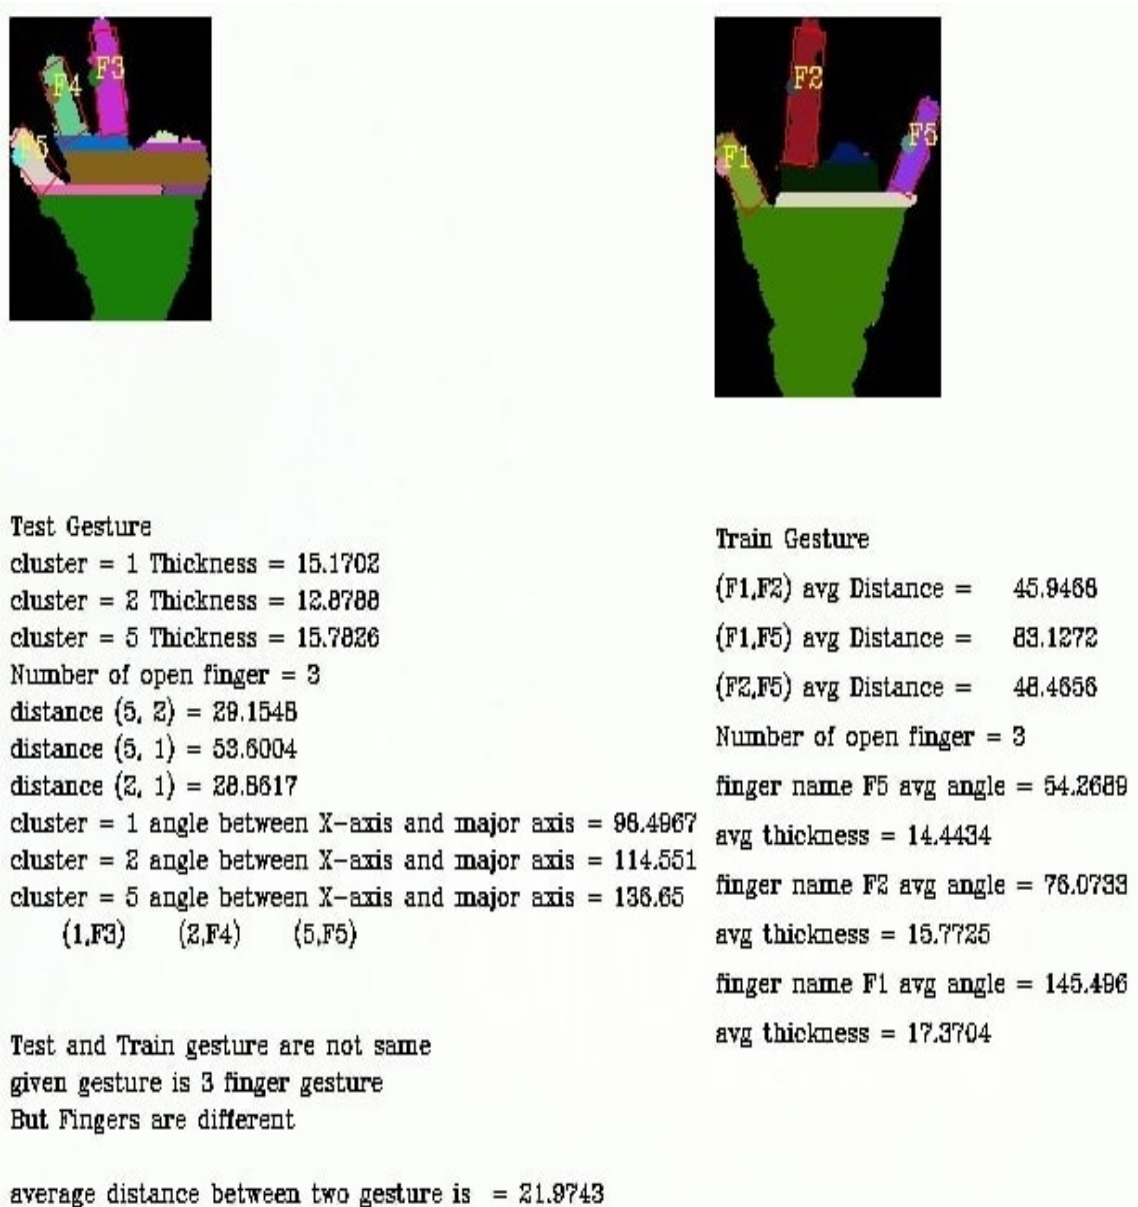 F5
F4
F3
F1
F2
F5
Test Gesture
cluster = 1 Thickness = 15.1702
cluster = 2 Thickness = 12.8788
cluster = 5 Thickness = 15.7826
Number of open finger = 3
distance (5, 2) = 29.1548
distance (5, 1) = 53.6004
distance (2, 1) = 28.8617
cluster = 1 angle between X-axis and major axis = 98.4967
cluster = 2 angle between X-axis and major axis = 114.551
cluster = 5 angle between X-axis and major axis = 136.65
(1,F3) (2,F4) (5,F5)
Test and Train gesture are not same
given gesture is 3 finger gesture
But Fingers are different
average distance between two gesture is = 21.9743
Train Gesture
(F1,F2) avg Distance = 45.9468
(F1,F5) avg Distance = 83.1272
(F2,F5) avg Distance = 48.4656
Number of open finger = 3
finger name F5 avg angle = 54.2689
avg thickness = 14.4434
finger name F2 avg angle = 76.0733
avg thickness = 15.7725
finger name F1 avg angle = 145.496
avg thickness = 17.3704